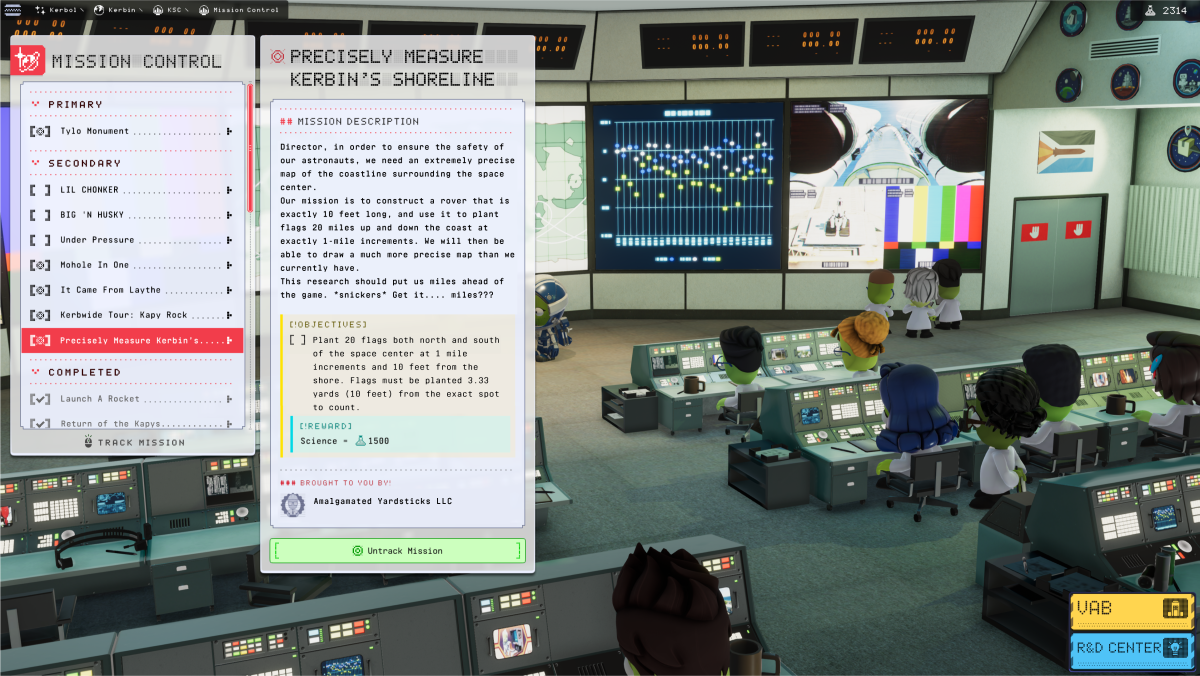 Kerbol
Kerbin
KSC
Mission Control
2314
MISSION CONTROL
PRIMARY
Tylo Monument
SECONDARY
[ ] LIL CHONKER
[ ] BIG 'N HUSKY
[ ] Under Pressure
Mohole In One
It Came From Laythe
Kerbwide Tour: Kapy Rock
Precisely Measure Kerbin's.....
COMPLETED
Launch A Rocket
Return of the Kapys
TRACK MISSION
PRECISELY MEASURE
KERBIN'S SHORELINE
## MISSION DESCRIPTION
Director, in order to ensure the safety of
our astronauts, we need an extremely precise
map of the coastline surrounding the space
center.
Our mission is to construct a rover that is
exactly 10 feet long, and use it to plant
flags 20 miles up and down the coast at
exactly 1-mile increments. We will then be
able to draw a much more precise map than we
currently have.
This research should put us miles ahead of
the game. *snickers* Get it.... miles???
[!OBJECTIVES]
[ ] Plant 20 flags both north and south
of the space center at 1 mile
increments and 10 feet from the
shore. Flags must be planted 3.33
yards (10 feet) from the exact spot
to count.
[!REWARD]
Science = 1500
### BROUGHT TO YOU BY!
Amalgamated Yardsticks LLC
Untrack Mission
VAB
R&D CENTER